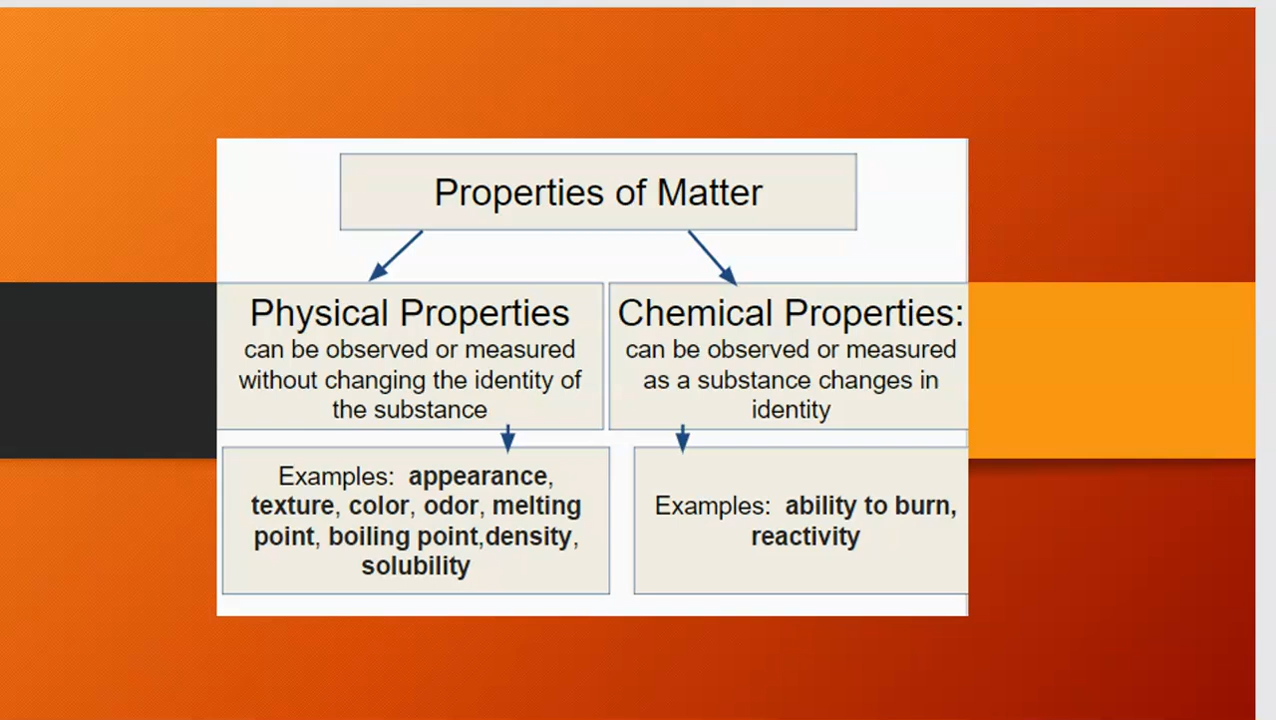 Properties of Matter
Physical Properties
can be observed or measured
without changing the identity of
the substance
Chemical Properties:
can be observed or measured
as a substance changes in
identity
Examples:  appearance,
texture, color, odor, melting
point, boiling point,density,
solubility
Examples:  ability to burn,
reactivity